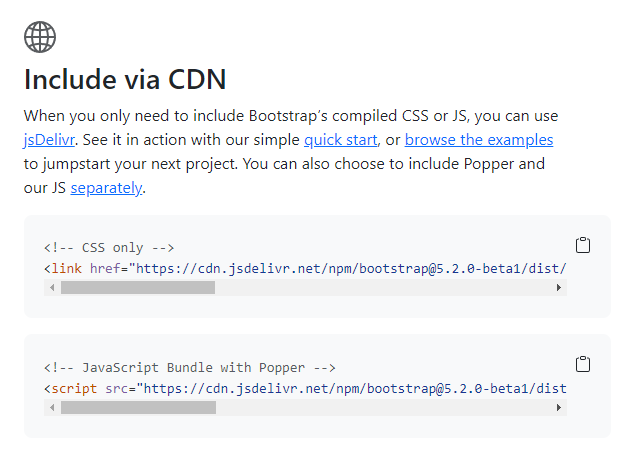 Include via CDN
When you only need to include Bootstrap’s compiled CSS or JS, you can use
jsDelivr. See it in action with our simple quick start, or browse the examples
to jumpstart your next project. You can also choose to include Popper and
our JS separately.
<!-- CSS only -->
<link href="https://cdn.jsdelivr.net/npm/bootstrap@5.2.0-beta1/dist/
<!-- JavaScript Bundle with Popper -->
<script src="https://cdn.jsdelivr.net/npm/bootstrap@5.2.0-beta1/dist